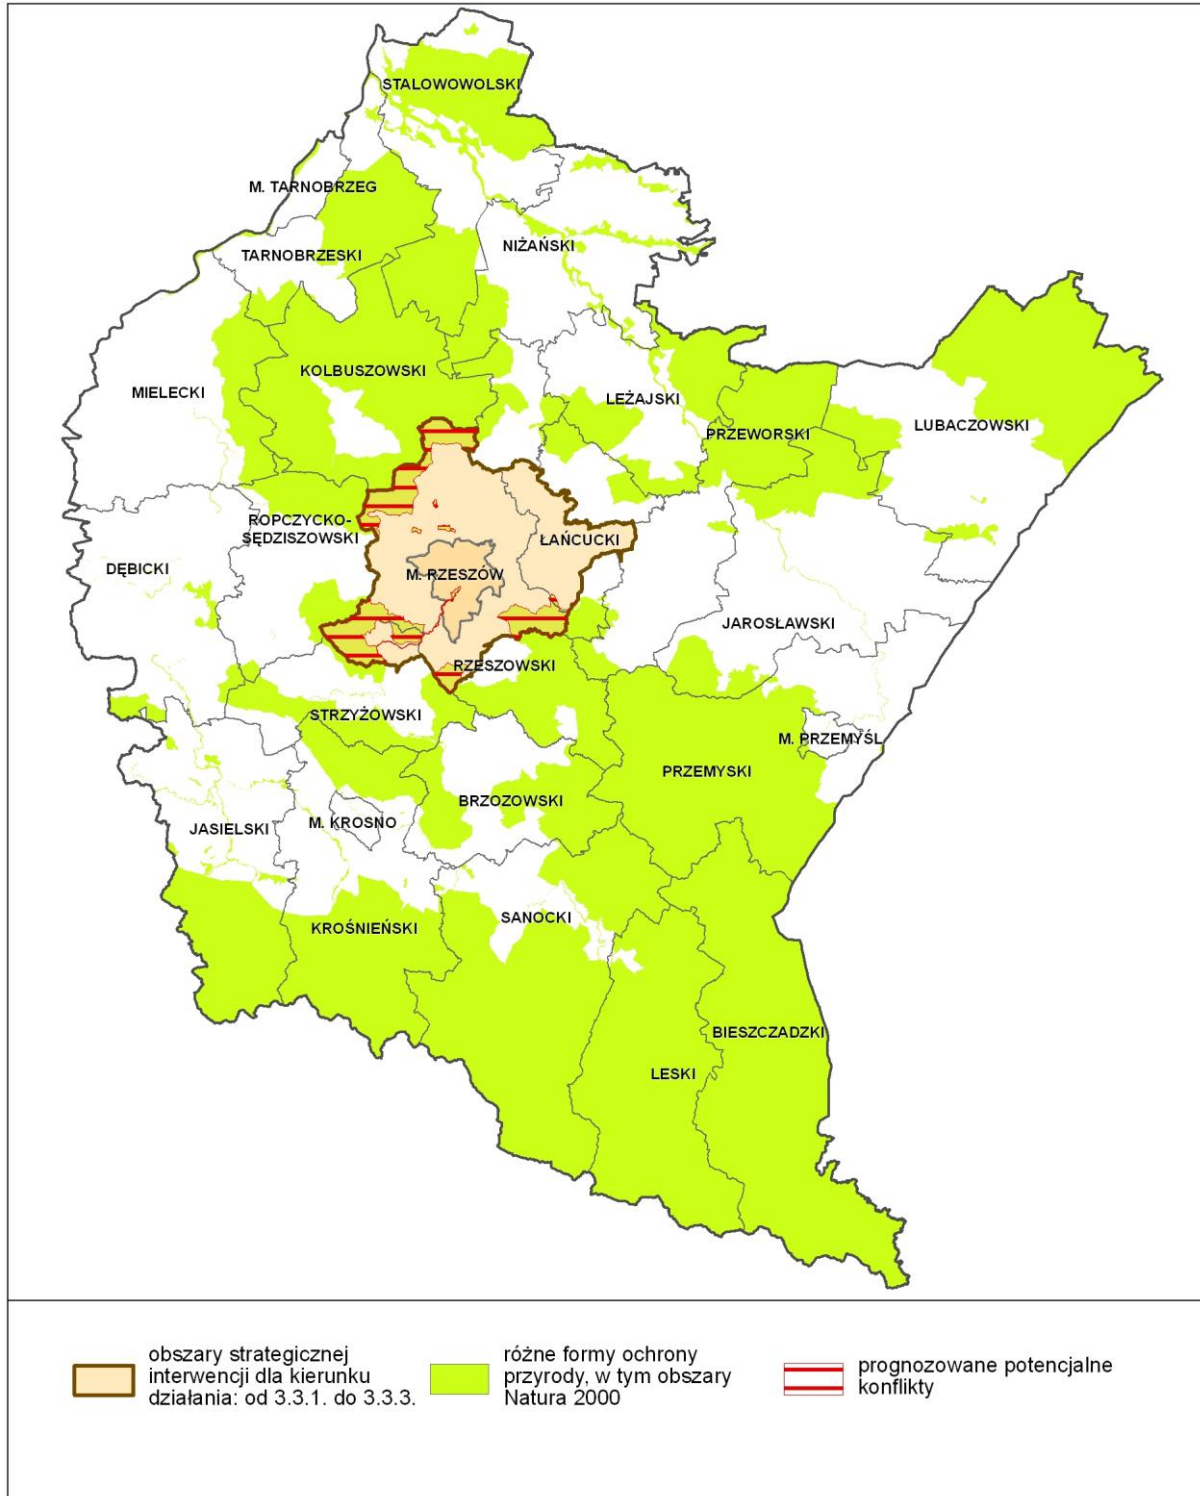 STALOWOWOLSKI
M. TARNOBRZEG
TARNOBRZESKI
NIŻAŃSKI
KOLBUSZOWSKI
MIELECKI
LEŻAJSKI
LUBACZOWSKI
PRZEWORSKI
ROPCZYCKO-
SĘDZISZOWSKI
ŁAŃCUCKI
DĘBICKI
M. RZESZÓW
JAROSŁAWSKI
RZESZOWSKI
STRZYŻOWSKI
M. PRZEMYŚL
PRZEMYSKI
BRZOZOWSKI
JASIELSKI
M. KROSNO
SANOCKI
KROŚNIEŃSKI
BIESZCZADZKI
LESKI
obszary strategicznej
interwencji dla kierunku
działania: od 3.3.1. do 3.3.3.
różne formy ochrony
przyrody, w tym obszary
Natura 2000
prognozowane potencjalne
konflikty